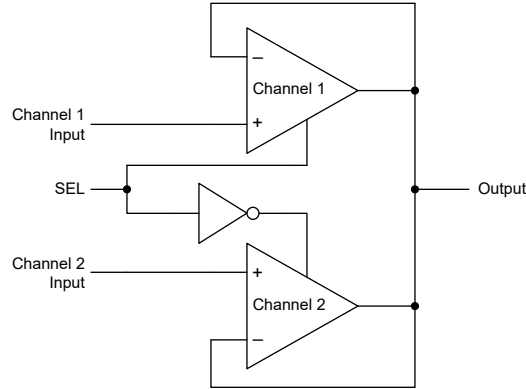 −
Channel 1
+
Channel 1
Input
SEL
Output
Channel 2
Input
+
Channel 2
−